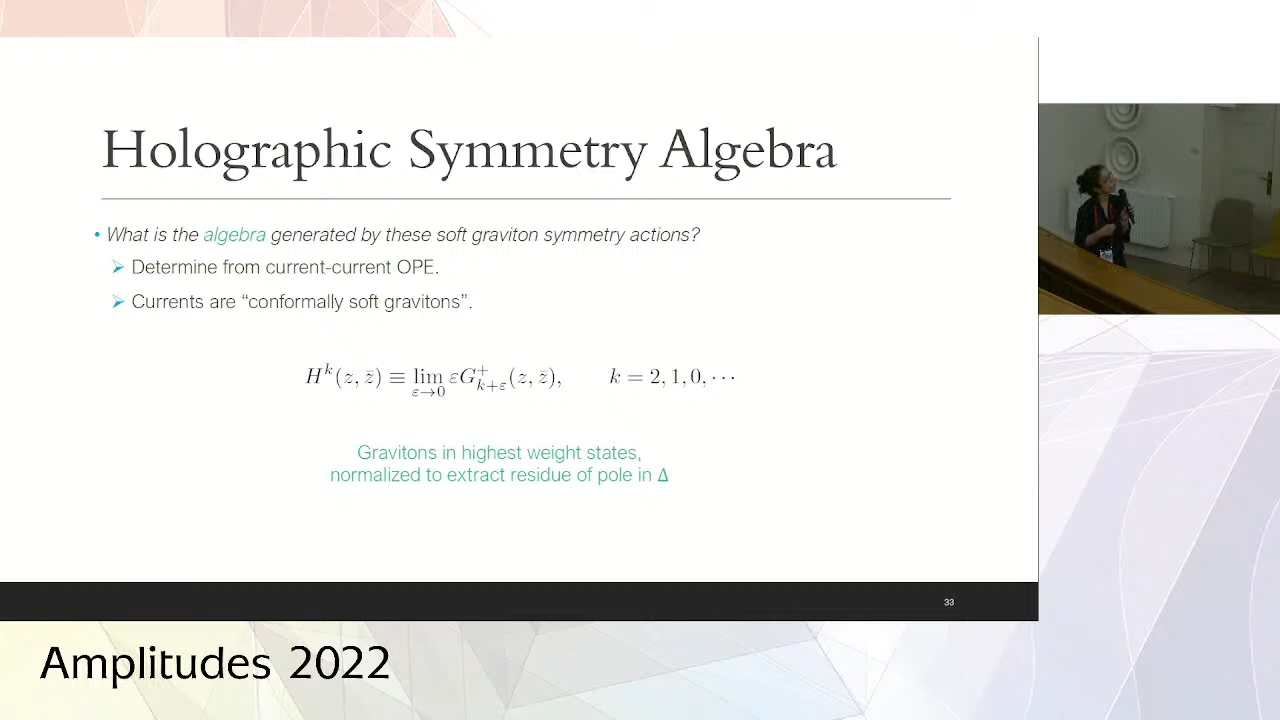 Holographic Symmetry Algebra
• What is the algebra generated by these soft graviton symmetry actions?
➢ Determine from current-current OPE.
➢ Currents are “conformally soft gravitons”.
H^k(z, z̄) ≡ lim_{ε→0} εG^+_{k+ε}(z, z̄),    k = 2, 1, 0, ⋯
Gravitons in highest weight states,
normalized to extract residue of pole in Δ
33
Amplitudes 2022